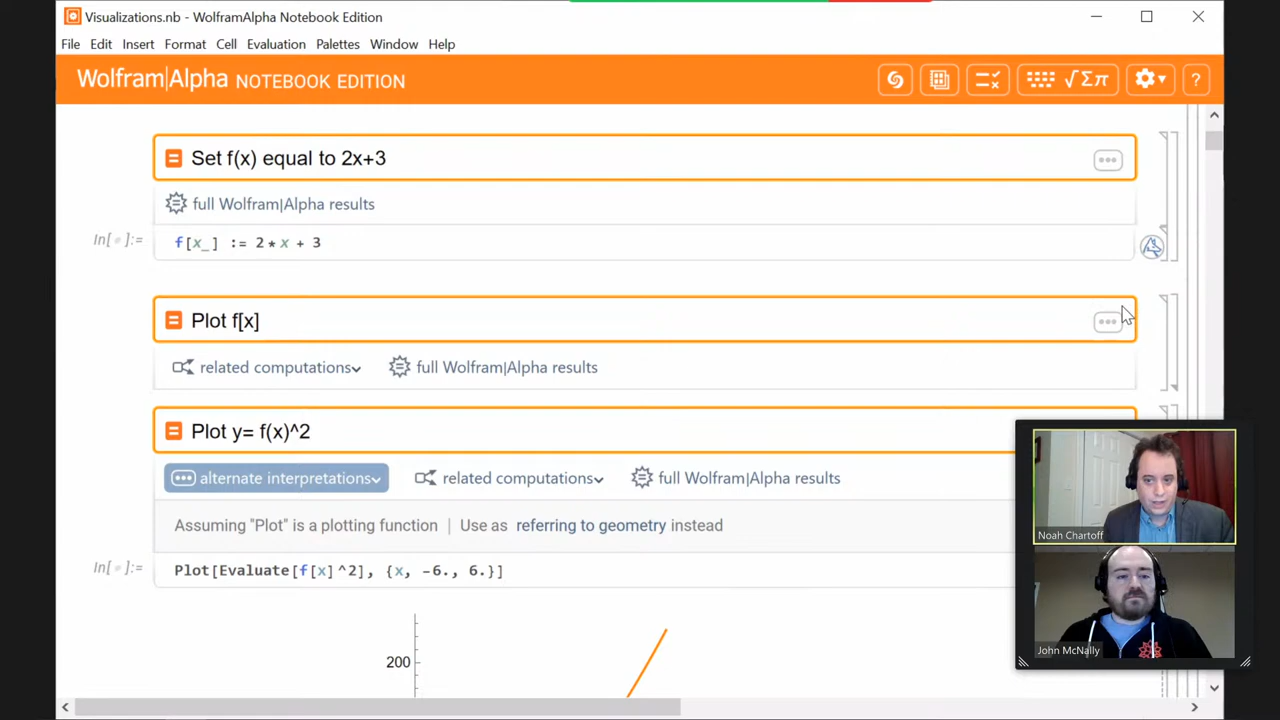 Visualizations.nb - WolframAlpha Notebook Edition
File Edit Insert Format Cell Evaluation Palettes Window Help
Wolfram|Alpha NOTEBOOK EDITION
√Σπ
?
Set f(x) equal to 2x+3
full Wolfram|Alpha results
In[ ]:= f[x_] := 2*x + 3
Plot f[x]
related computations full Wolfram|Alpha results
Plot y= f(x)^2
alternate interpretations related computations full Wolfram|Alpha results
Assuming "Plot" is a plotting function | Use as referring to geometry instead
In[ ]:= Plot[Evaluate[f[x]^2], {x, -6., 6.}]
200
Noah Chartoff
John McNally